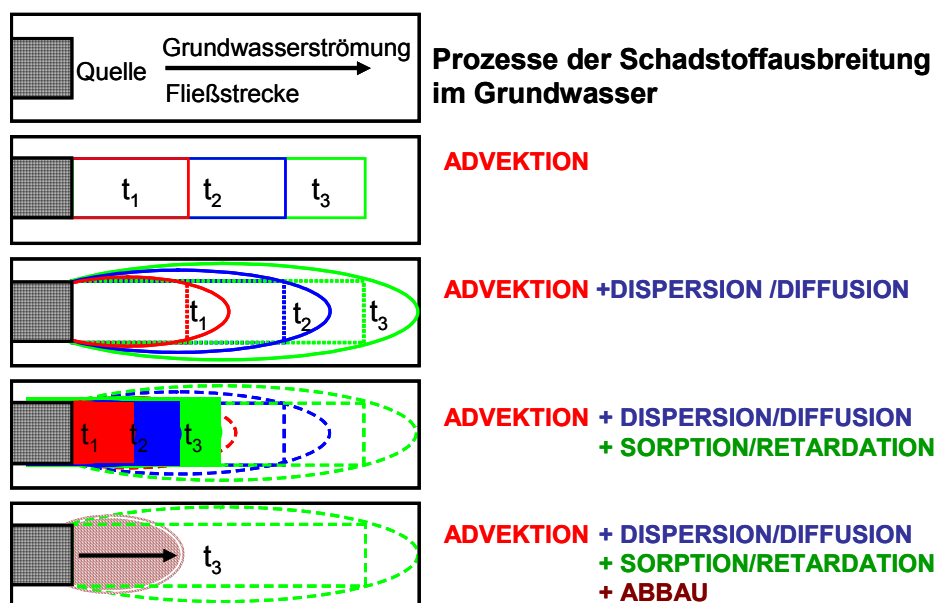 Quelle
Grundwasserströmung
Fließstrecke
Prozesse der Schadstoffausbreitung
im Grundwasser
t1 t2 t3
ADVEKTION
t1 t2 t3
ADVEKTION +DISPERSION /DIFFUSION
t1 t2 t3
ADVEKTION + DISPERSION/DIFFUSION
+ SORPTION/RETARDATION
t3
ADVEKTION + DISPERSION/DIFFUSION
+ SORPTION/RETARDATION
+ ABBAU